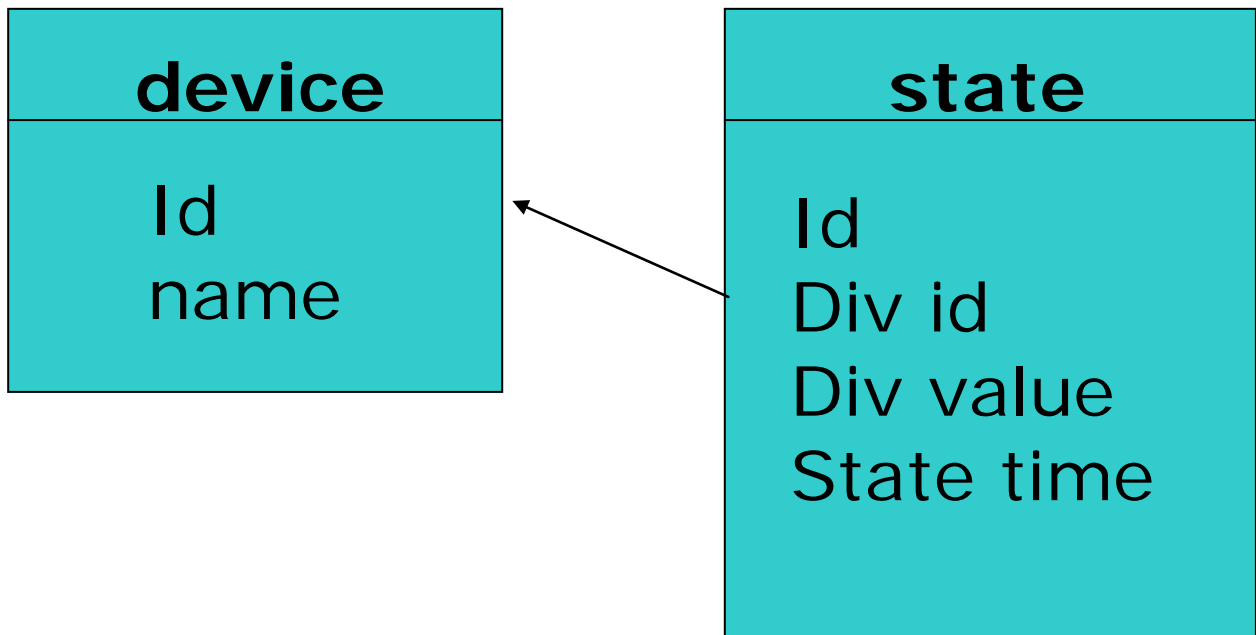 device
Id
name
state
Id
Div id
Div value
State time